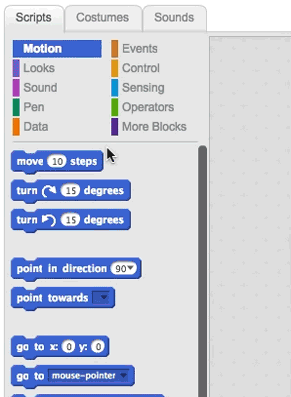 Scripts Costumes Sounds
Motion Events
Looks Control
Sound Sensing
Pen Operators
Data More Blocks
move 10 steps
turn 15 degrees
turn 15 degrees
point in direction 90
point towards
go to x: 0 y: 0
go to mouse-pointer